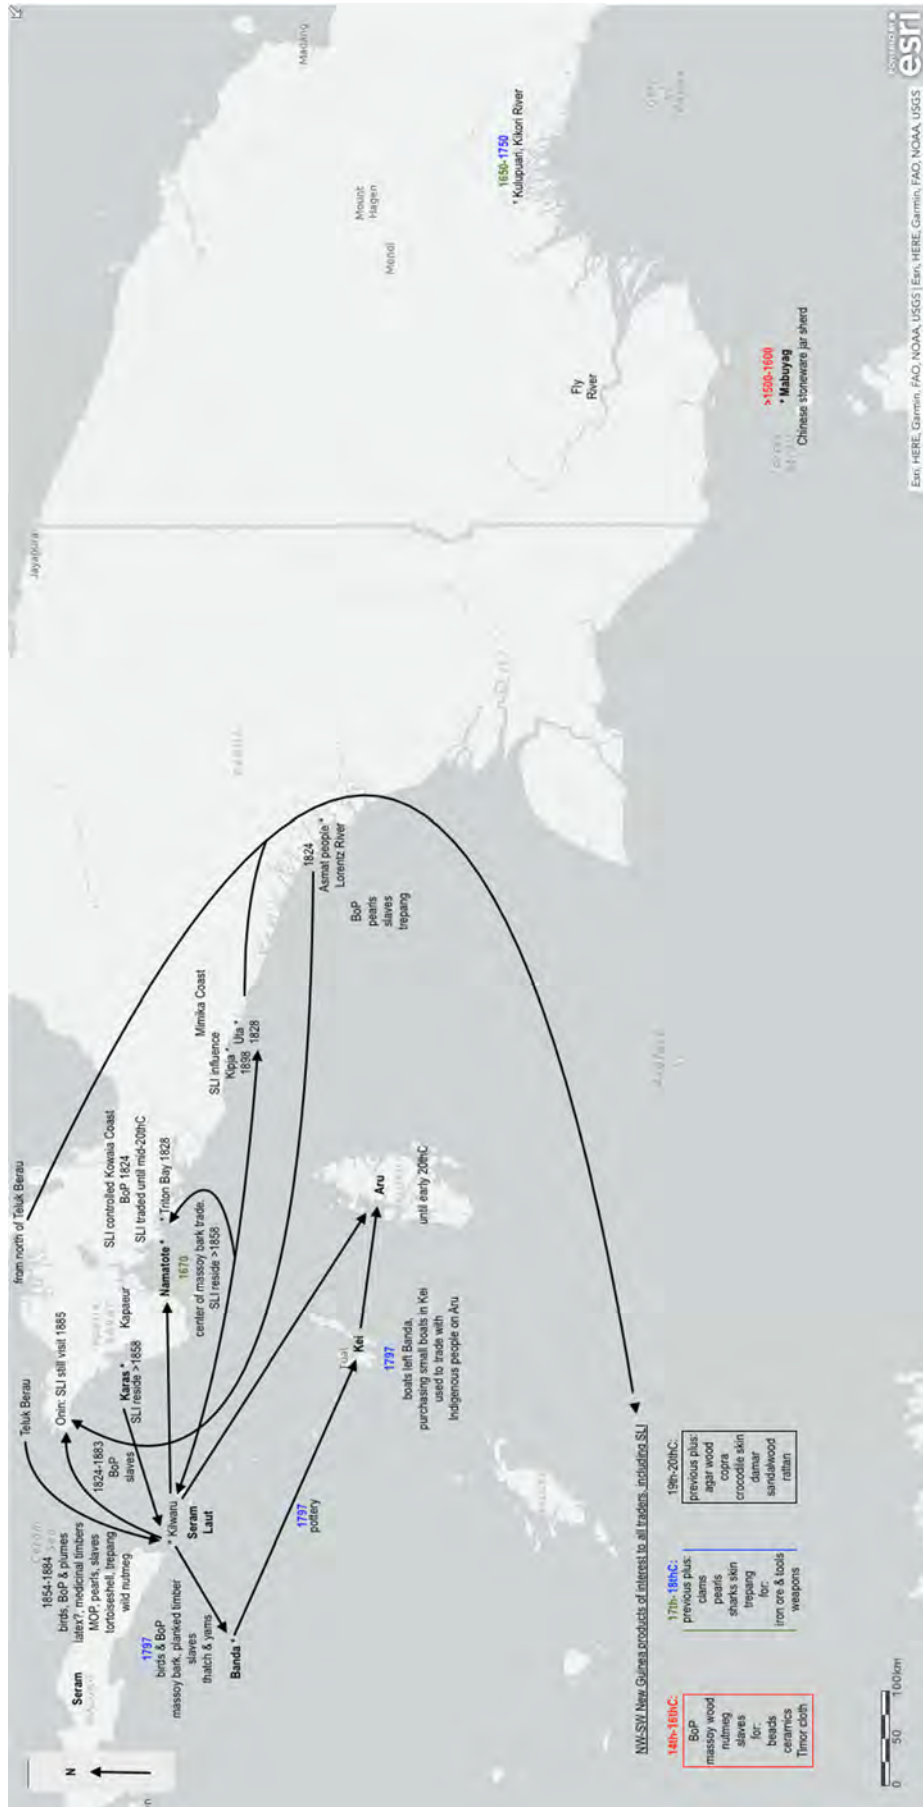 N
Seram
1854-1884
birds, BoP & plumes
latex?, medicinal timbers
MOP, pearls, slaves
tortoiseshell, trepang
wild nutmeg
Ceram Sea
Teluk Berau
from north of Teluk Berau
Onin: SLI still visit 1885
1824-1883
BoP
slaves
Karas *
SLI reside >1858
Kapaeur
SLI controlled Kowaia Coast
BoP 1824
SLI traded until mid-20thC
Namatote *
* Triton Bay 1828
1670
center of massoy bark trade.
SLI reside >1858
* Kilwaru
Seram
Laut
1797
birds & BoP
massoy bark, planked timber
slaves
thatch & yams
Banda *
1797
pottery
Tual
Kei
1797
boats left Banda,
purchasing small boats in Kei
used to trade with
Indigenous people on Aru
Aru
until early 20thC
Mimika Coast
SLI influence
Kipja * Uta *
1898 1828
1824
Asmat people *
Lorentz River
BoP
pearls
slaves
trepang
PAPUA
Jayapura
Madang
Mount
Hagen
Mendi
Fly
River
1650-1750
* Kulupuari, Kikori River
>1500-1600
* Mabuyag
Chinese stoneware jar sherd
NW-SW New Guinea products of interest to all traders, including SLI
14th-16thC:
BoP
massoy wood
nutmeg
slaves
for:
beads
ceramics
Timor cloth
17th-18thC:
previous plus:
clams
pearls
sharks skin
trepang
for:
iron ore & tools
weapons
19th-20thC:
previous plus:
agar wood
copra
crocodile skin
damar
sandalwood
rattan
0 50 100km
Esri, HERE, Garmin, FAO, NOAA, USGS | Esri, HERE, Garmin, FAO, NOAA, USGS
POWERED BY
esri